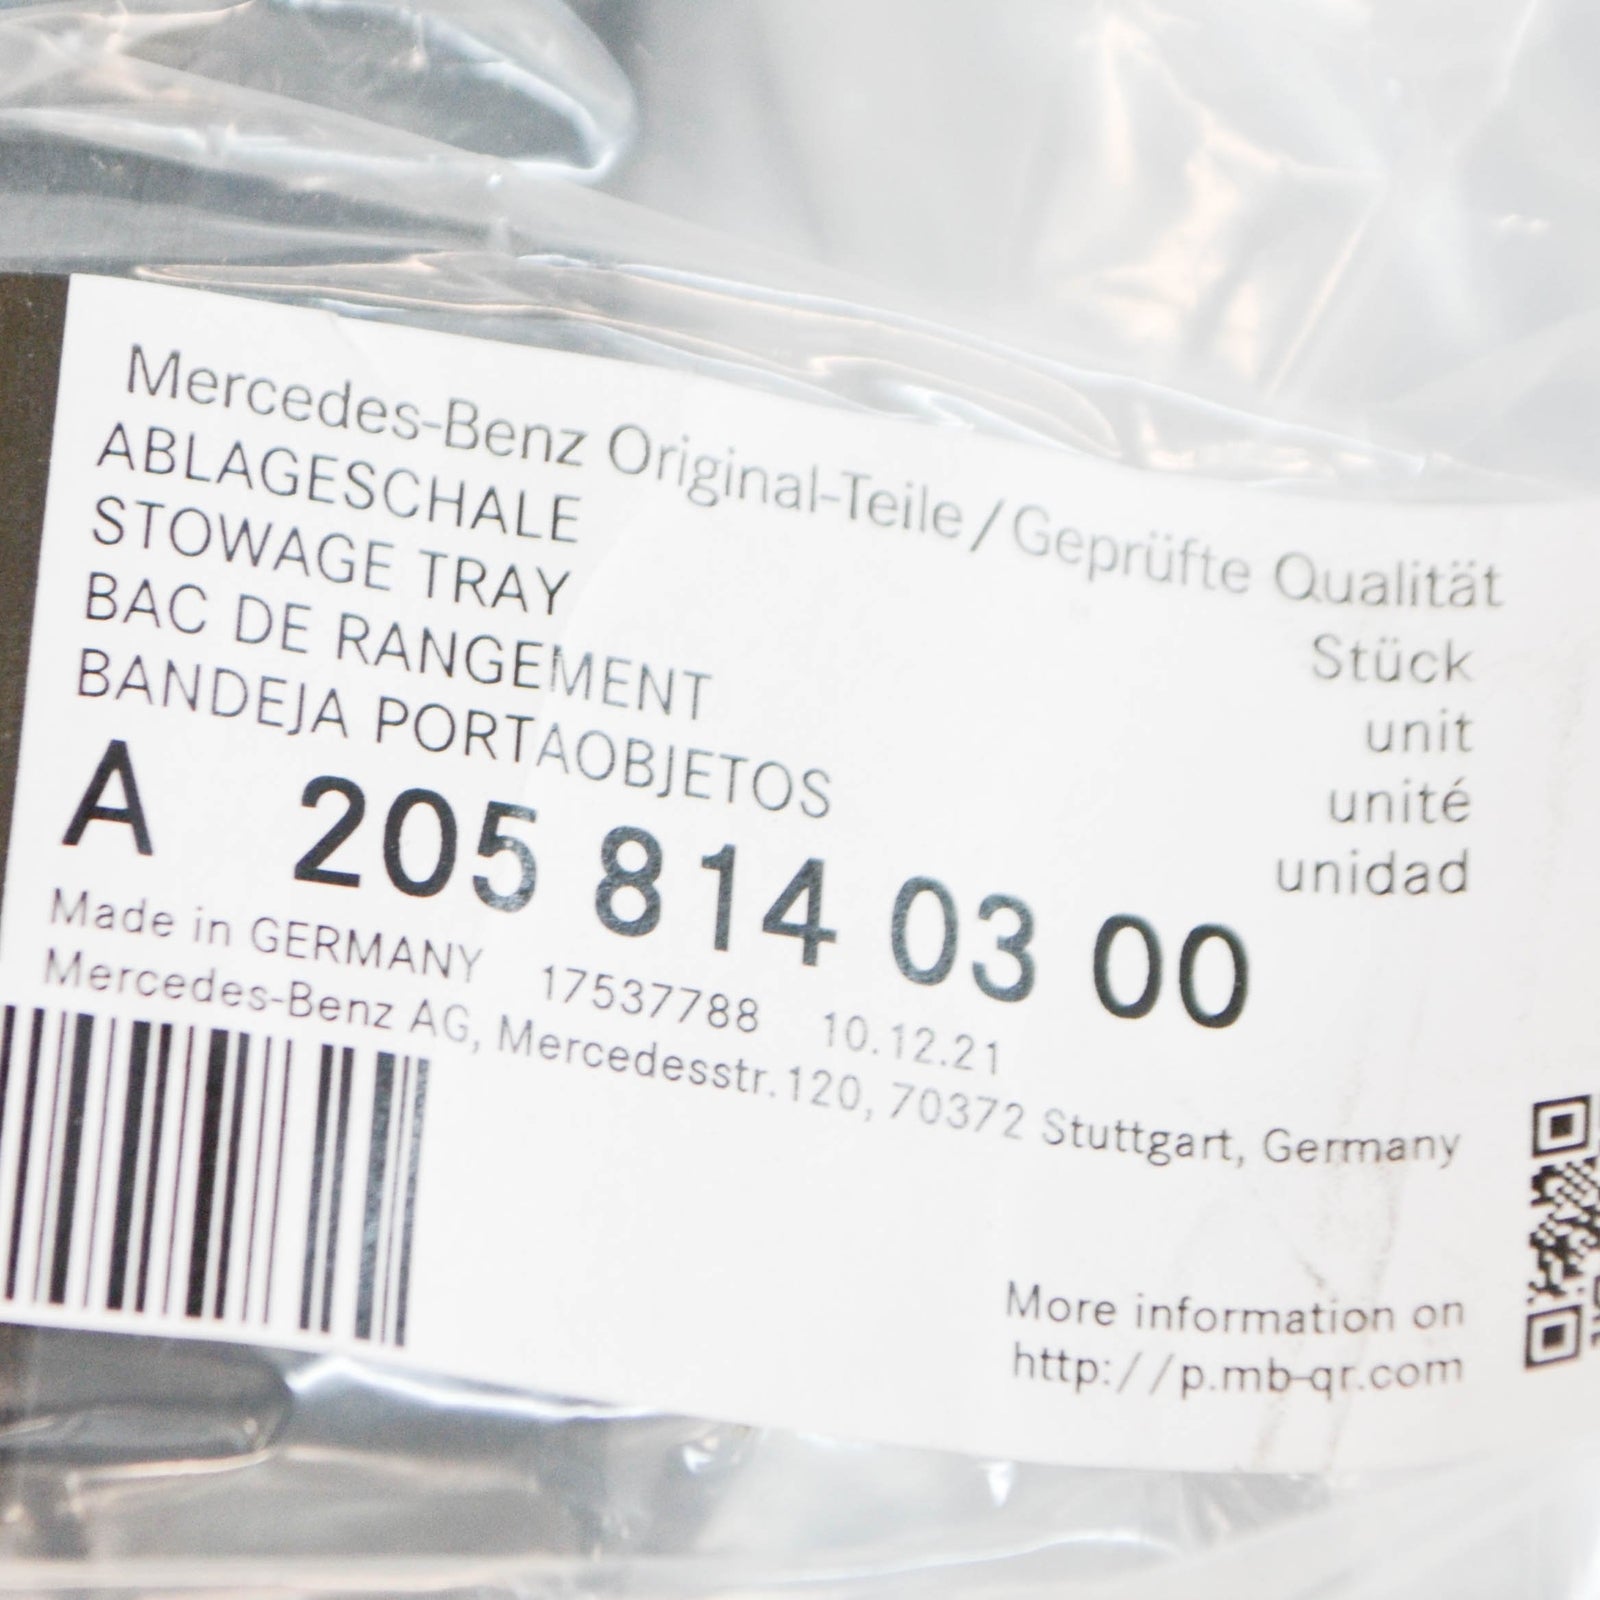 Mercedes-Benz Original-Teile/Geprüfte Qualität
ABLAGESCHALE
STOWAGE TRAY
BAC DE RANGEMENT
BANDEJA PORTAOBJETOS
Stück
unit
unité
unidad
A 205 814 03 00
Made in GERMANY 17537788 10.12.21
Mercedes-Benz AG, Mercedesstr.120, 70372 Stuttgart, Germany
More information on
http://p.mb-qr.com